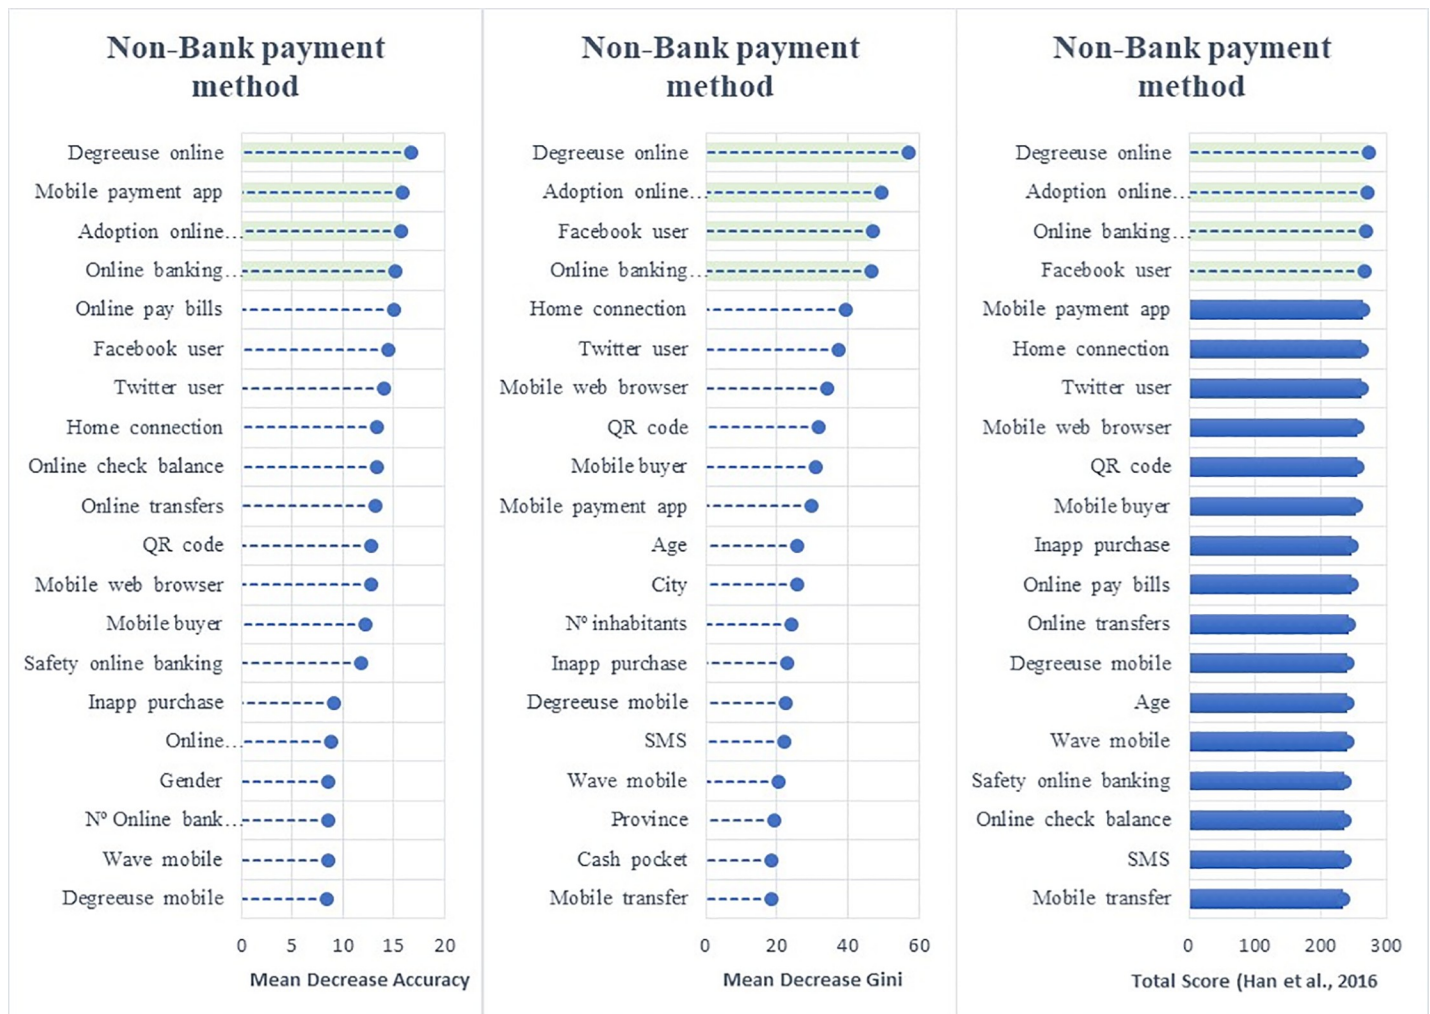 Non-Bank payment
method
Degreeuse online
Mobile payment app
Adoption online...
Online banking...
Online pay bills
Facebook user
Twitter user
Home connection
Online check balance
Online transfers
QR code
Mobile web browser
Mobile buyer
Safety online banking
Inapp purchase
Online...
Gender
Nº Online bank...
Wave mobile
Degreeuse mobile
0 5 10 15 20
Mean Decrease Accuracy
Non-Bank payment
method
Degreeuse online
Adoption online...
Facebook user
Online banking...
Home connection
Twitter user
Mobile web browser
QR code
Mobile buyer
Mobile payment app
Age
City
Nº inhabitants
Inapp purchase
Degreeuse mobile
SMS
Wave mobile
Province
Cash pocket
Mobile transfer
0 20 40 60
Mean Decrease Gini
Non-Bank payment
method
Degreeuse online
Adoption online...
Online banking...
Facebook user
Mobile payment app
Home connection
Twitter user
Mobile web browser
QR code
Mobile buyer
Inapp purchase
Online pay bills
Online transfers
Degreeuse mobile
Age
Wave mobile
Safety online banking
Online check balance
SMS
Mobile transfer
0 100 200 300
Total Score (Han et al., 2016